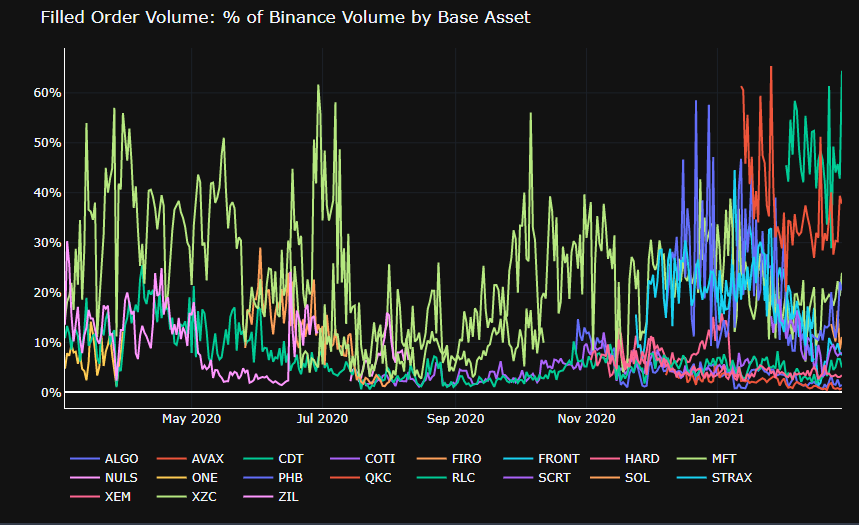 Filled Order Volume: % of Binance Volume by Base Asset
60%
50%
40%
30%
20%
10%
0%
May 2020 Jul 2020 Sep 2020 Nov 2020 Jan 2021
ALGO AVAX CDT COTI FIRO FRONT HARD MFT
NULS ONE PHB QKC RLC SCRT SOL STRAX
XEM XZC ZIL